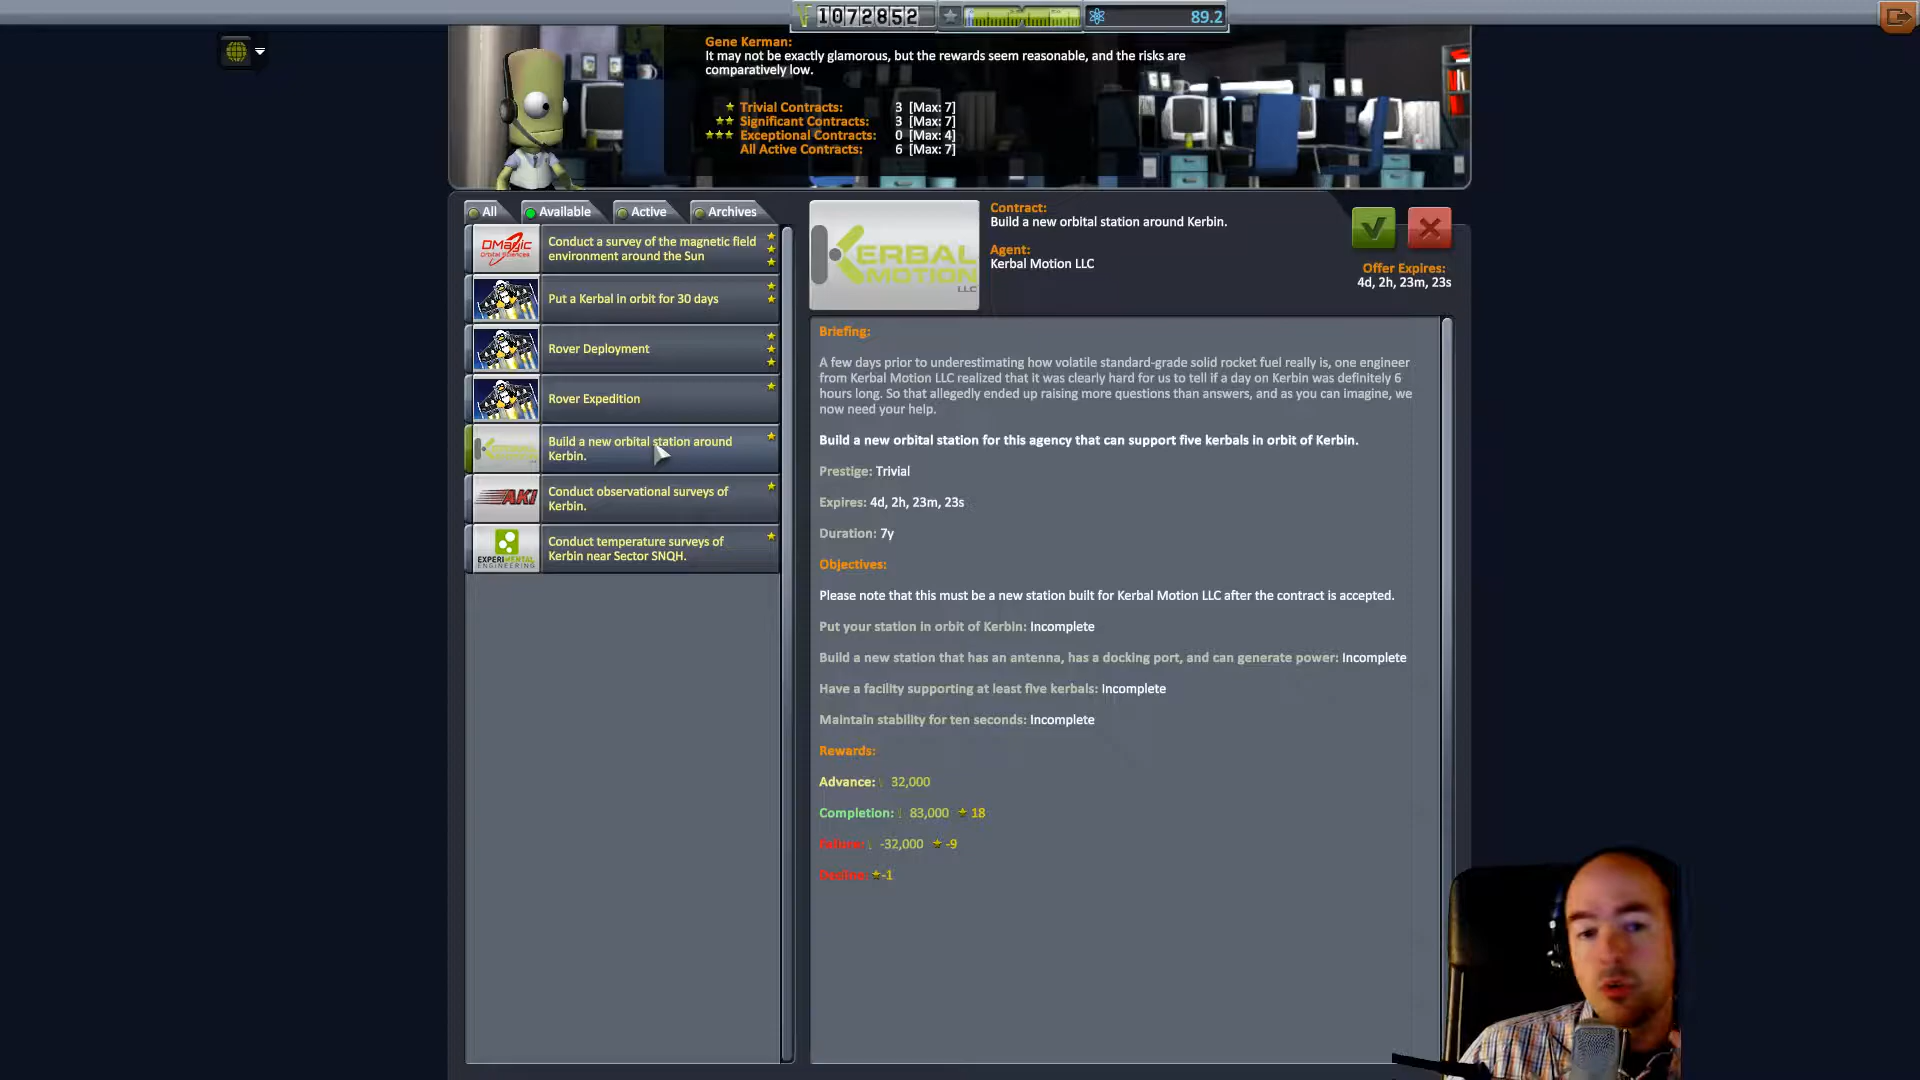 1072852
89.2
Gene Kerman:
It may not be exactly glamorous, but the rewards seem reasonable, and the risks are
comparatively low.
Trivial Contracts: 3 [Max: 7]
Significant Contracts: 3 [Max: 7]
Exceptional Contracts: 0 [Max: 4]
All Active Contracts: 6 [Max: 7]
All Available Active Archives
DMagic
Orbital Sciences
Conduct a survey of the magnetic field
environment around the Sun
Put a Kerbal in orbit for 30 days
Rover Deployment
Rover Expedition
Build a new orbital station around
Kerbin.
AKI
Conduct observational surveys of
Kerbin.
EXPERIMENTAL
ENGINEERING
Conduct temperature surveys of
Kerbin near Sector SNQH.
KERBAL
MOTION
LLC
Contract:
Build a new orbital station around Kerbin.
Agent:
Kerbal Motion LLC
Offer Expires:
4d, 2h, 23m, 23s
Briefing:
A few days prior to underestimating how volatile standard-grade solid rocket fuel really is, one engineer
from Kerbal Motion LLC realized that it was clearly hard for us to tell if a day on Kerbin was definitely 6
hours long. So that allegedly ended up raising more questions than answers, and as you can imagine, we
now need your help.
Build a new orbital station for this agency that can support five kerbals in orbit of Kerbin.
Prestige: Trivial
Expires: 4d, 2h, 23m, 23s
Duration: 7y
Objectives:
Please note that this must be a new station built for Kerbal Motion LLC after the contract is accepted.
Put your station in orbit of Kerbin: Incomplete
Build a new station that has an antenna, has a docking port, and can generate power: Incomplete
Have a facility supporting at least five kerbals: Incomplete
Maintain stability for ten seconds: Incomplete
Rewards:
Advance: 32,000
Completion: 83,000 18
Failure: -32,000 -9
Decline: -1